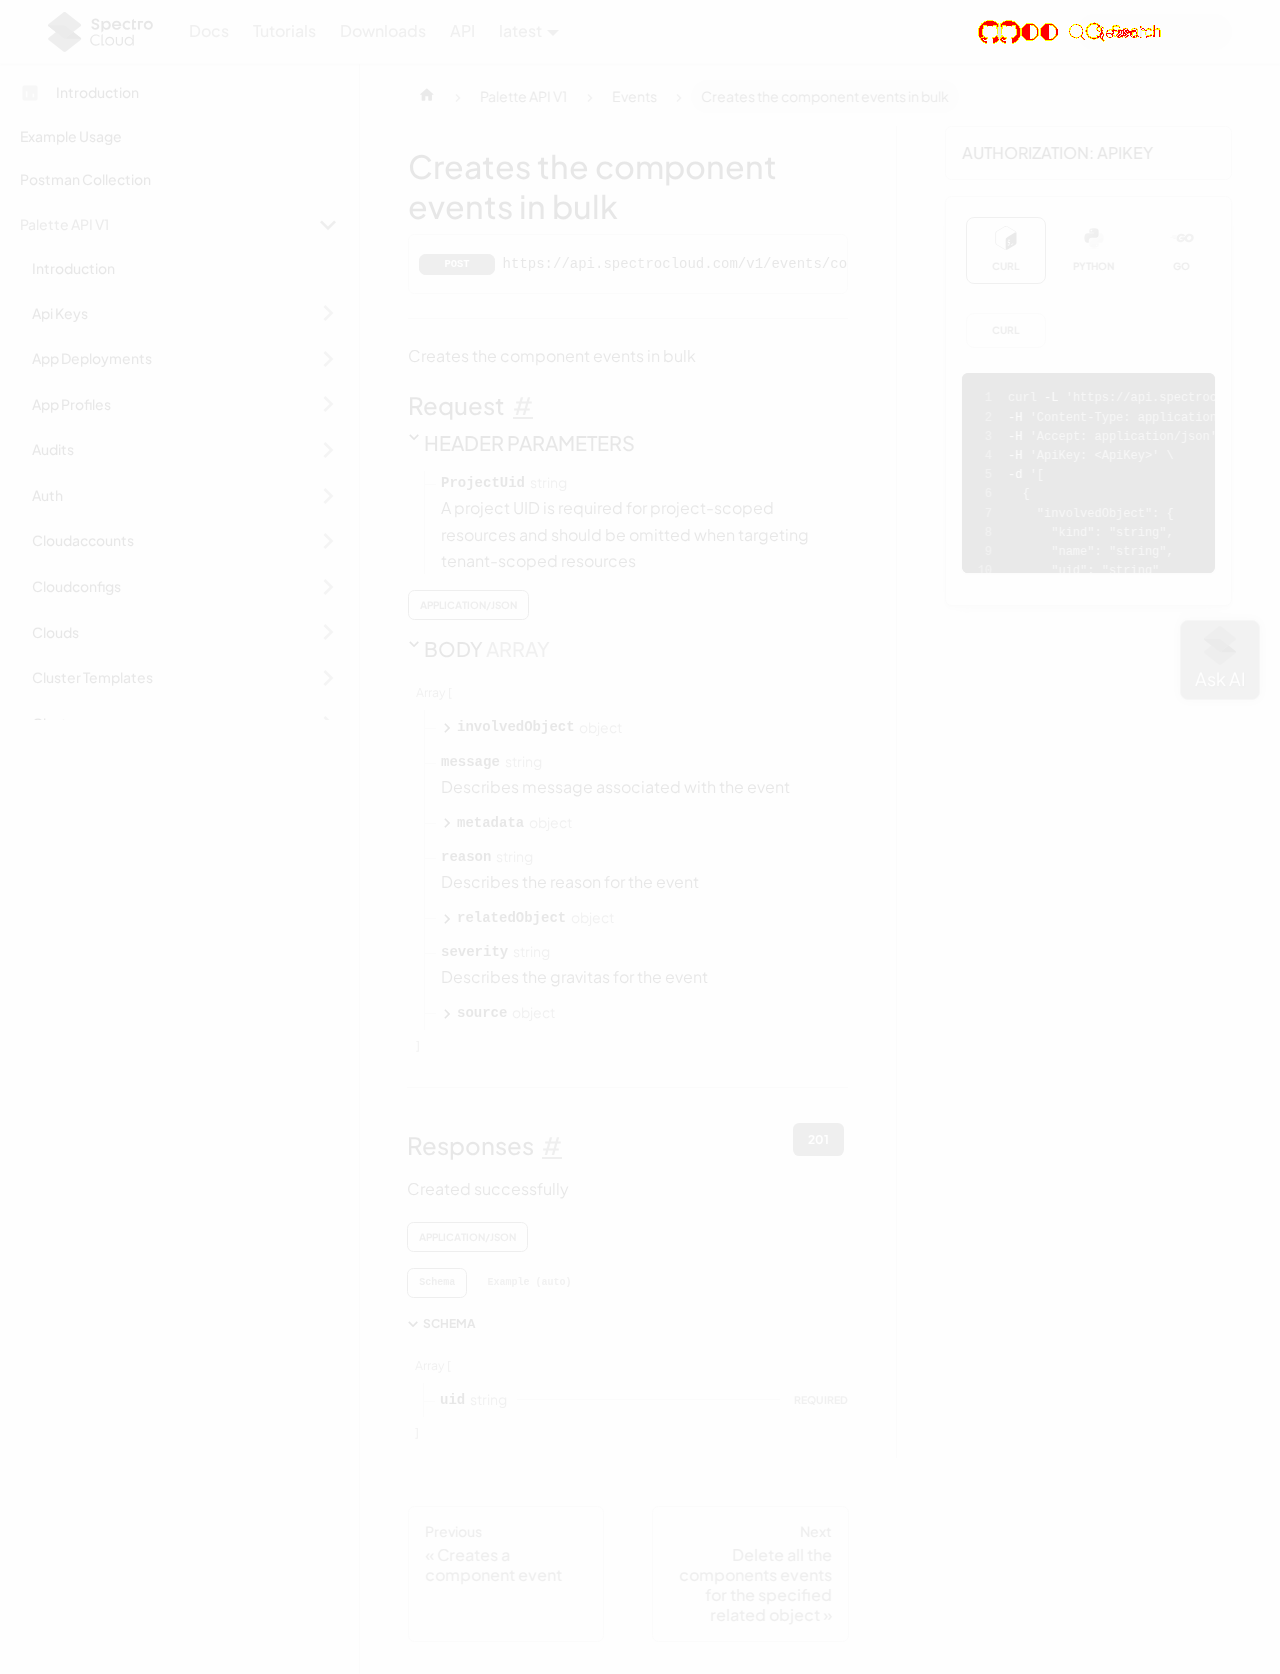 Spectro
Cloud
Docs
Tutorials
Downloads
API
latest
Search
Introduction
Example Usage
Postman Collection
Palette API V1
Introduction
Api Keys
App Deployments
App Profiles
Audits
Auth
Cloudaccounts
Cloudconfigs
Clouds
Cluster Templates
Palette API V1
Events
Creates the component events in bulk
Creates the component
events in bulk
POST
https://api.spectrocloud.com/v1/events/co
Creates the component events in bulk
Request #
HEADER PARAMETERS
ProjectUid string
A project UID is required for project-scoped
resources and should be omitted when targeting
tenant-scoped resources
APPLICATION/JSON
BODY ARRAY
Array [
involvedObject object
message string
Describes message associated with the event
metadata object
reason string
Describes the reason for the event
relatedObject object
severity string
Describes the gravitas for the event
source object
]
Responses #
201
Created successfully
APPLICATION/JSON
Schema
Example (auto)
SCHEMA
Array [
uid string
REQUIRED
]
Previous
« Creates a
component event
Next
Delete all the
components events
for the specified
related object »
AUTHORIZATION: APIKEY
CURL
PYTHON
GO
CURL
1 curl -L 'https://api.spectroc
2 -H 'Content-Type: application
3 -H 'Accept: application/json'
4 -H 'ApiKey: <ApiKey>' \
5 -d '[
6 {
7 "involvedObject": {
8 "kind": "string",
9 "name": "string",
10 "uid": "string"
Ask AI